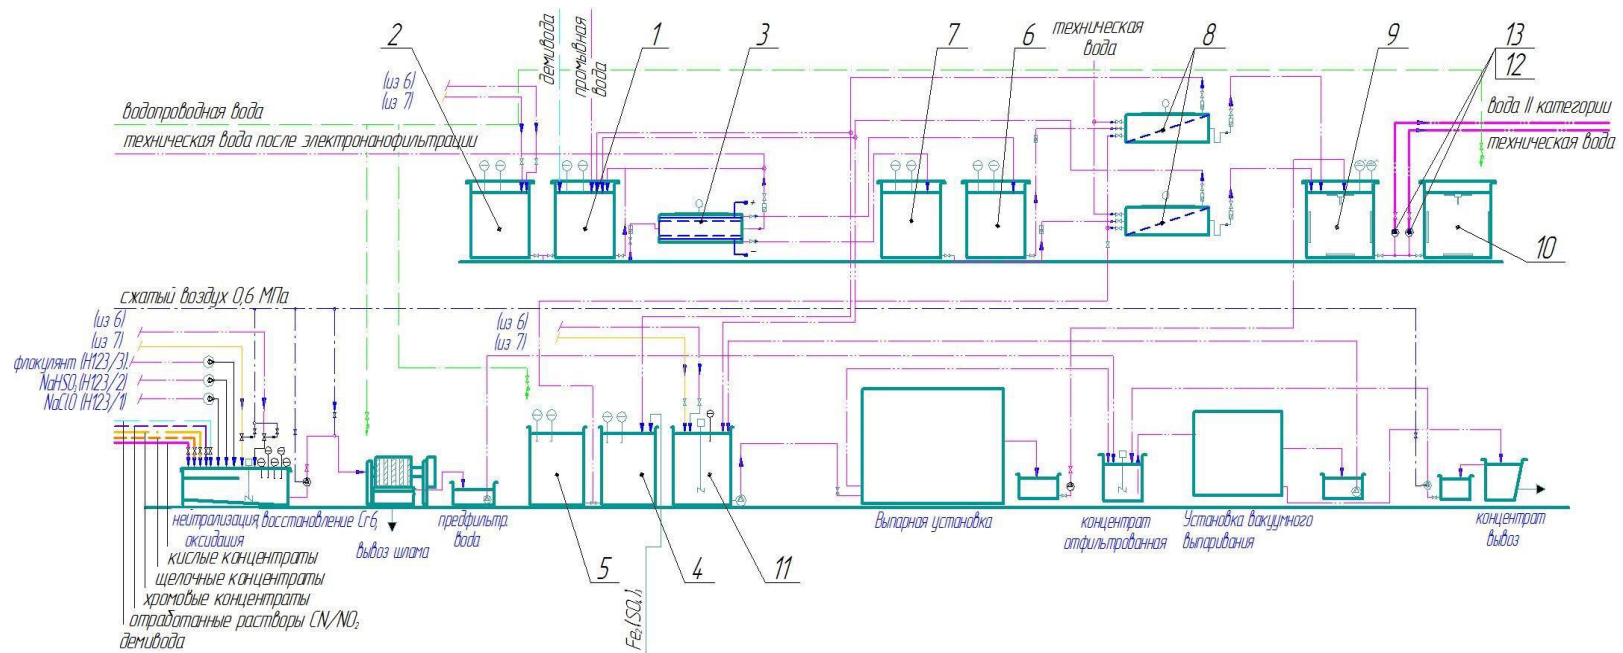 2
1
3
7
6
техническая
вода
8
9
13
12
демивода
промывная
вода
(из 6)
(из 7)
водопроводная вода
техническая вода после электронанофильтрации
вода II категории
техническая вода
+
−
10
сжатый воздух 0,6 МПа
(из 6)
(из 7)
флокулянт (Н123/3).
(Н123/2)
NaClO (Н123/1)
(из 6)
(из 7)
нейтрализация, восстановление Cr6,
оксидация
вывоз шлама
предфильтр.
вода
Выпарная установка
концентрат
отфильтрованная
Установка вакуумного
выпаривания
концентрат
вывоз
кислые концентраты
щелочные концентраты
хромовые концентраты
отработанные растворы CN/NO₂
демивода
5
4
11